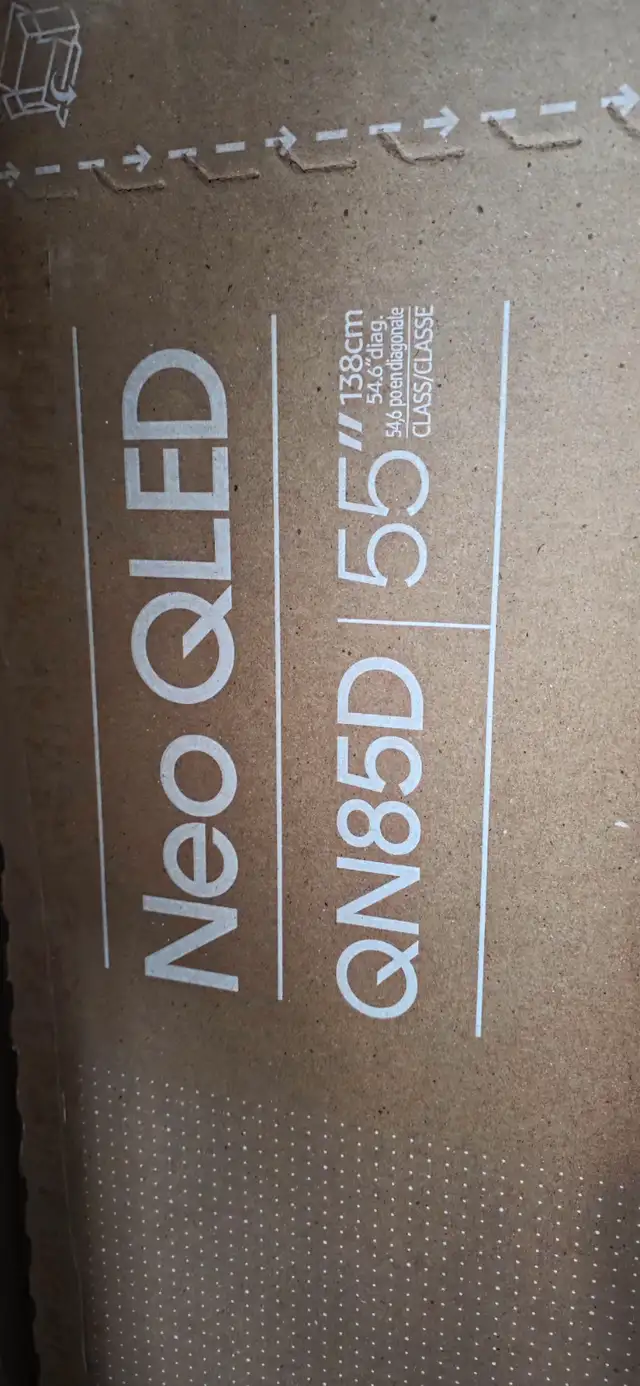 Neo QLED
QN85D
55″
138cm
54.6″diag.
54,6 po en diagonale
CLASS/CLASSE